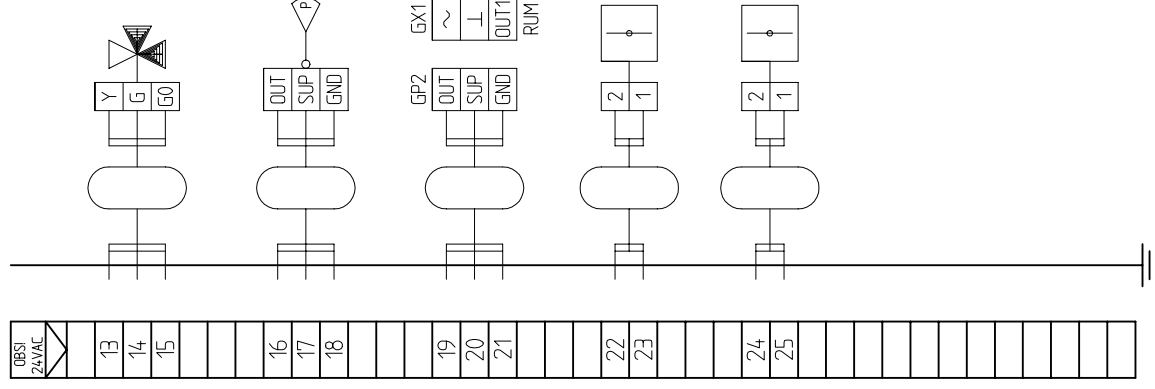 GX1
~
⊥
OUT1
RUM
P
Y
G
G0
OUT
SUP
GND
GP2
OUT
SUP
GND
2
1
2
1
OBS!
24VAC
13
14
15
16
17
18
19
20
21
22
23
24
25